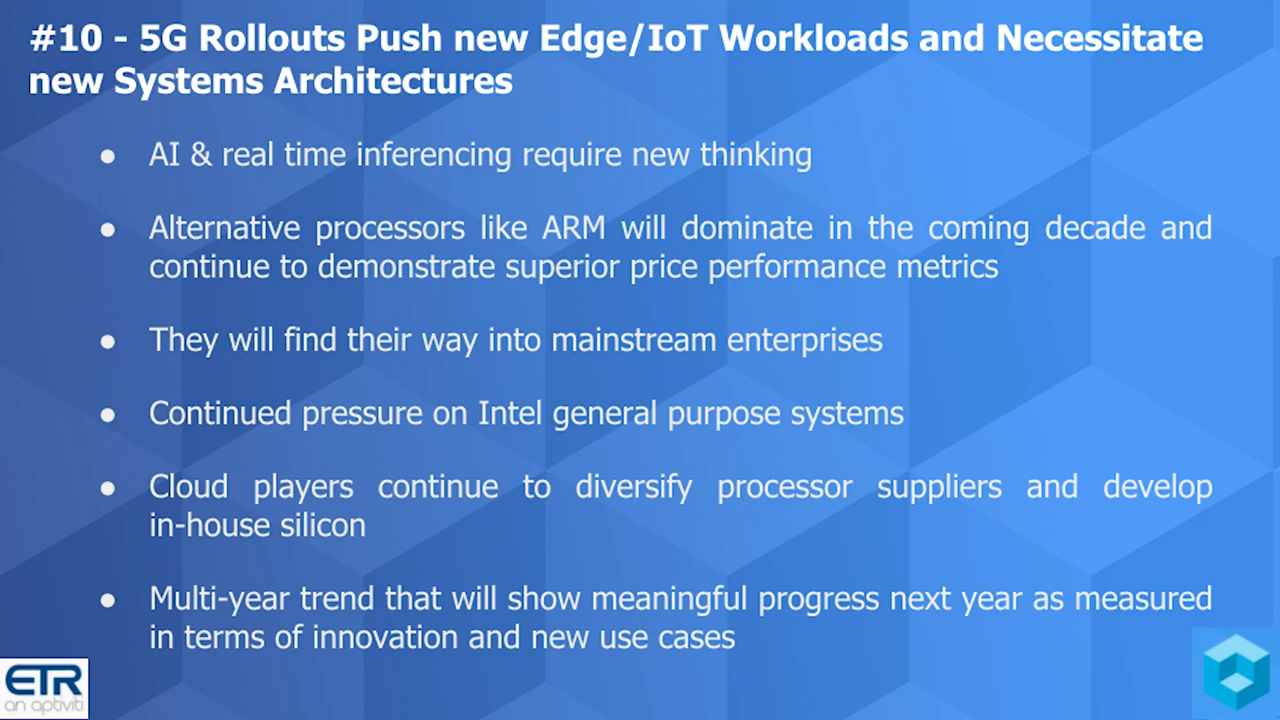 #10 - 5G Rollouts Push new Edge/IoT Workloads and Necessitate
new Systems Architectures
● AI & real time inferencing require new thinking
● Alternative processors like ARM will dominate in the coming decade and
continue to demonstrate superior price performance metrics
● They will find their way into mainstream enterprises
● Continued pressure on Intel general purpose systems
● Cloud players continue to diversify processor suppliers and develop
in-house silicon
● Multi-year trend that will show meaningful progress next year as measured
in terms of innovation and new use cases
ETR
an aptiviti